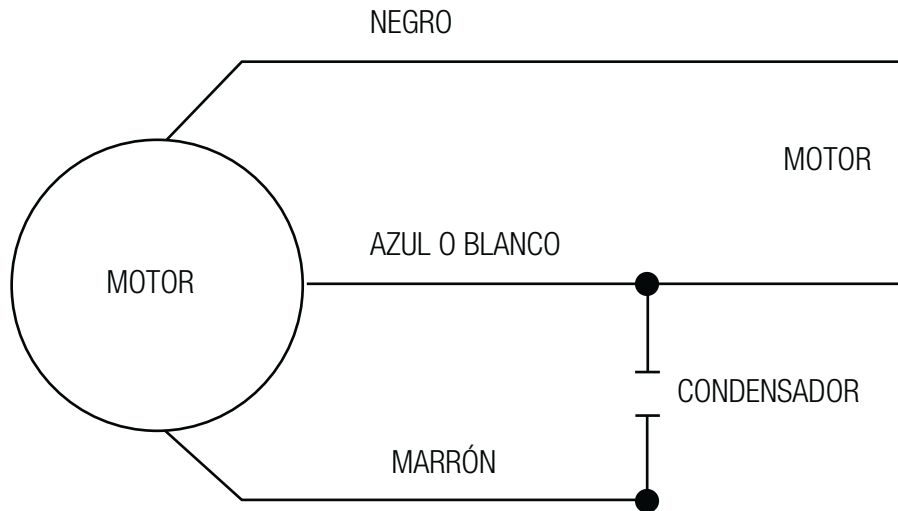 NEGRO
MOTOR
AZUL O BLANCO
MOTOR
CONDENSADOR
MARRÓN